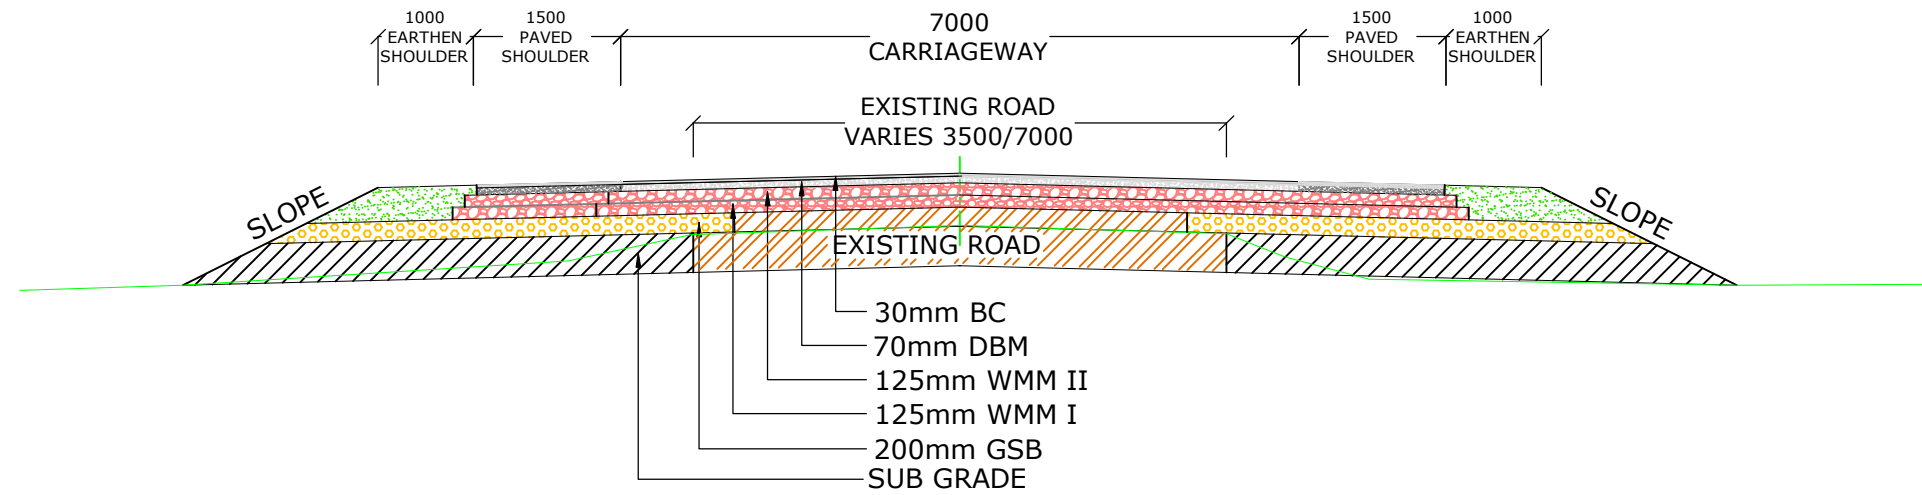 1000
EARTHEN
SHOULDER
1500
PAVED
SHOULDER
7000
CARRIAGEWAY
1500
PAVED
SHOULDER
1000
EARTHEN
SHOULDER
EXISTING ROAD
VARIES 3500/7000
SLOPE
SLOPE
EXISTING ROAD
30mm BC
70mm DBM
125mm WMM II
125mm WMM I
200mm GSB
SUB GRADE